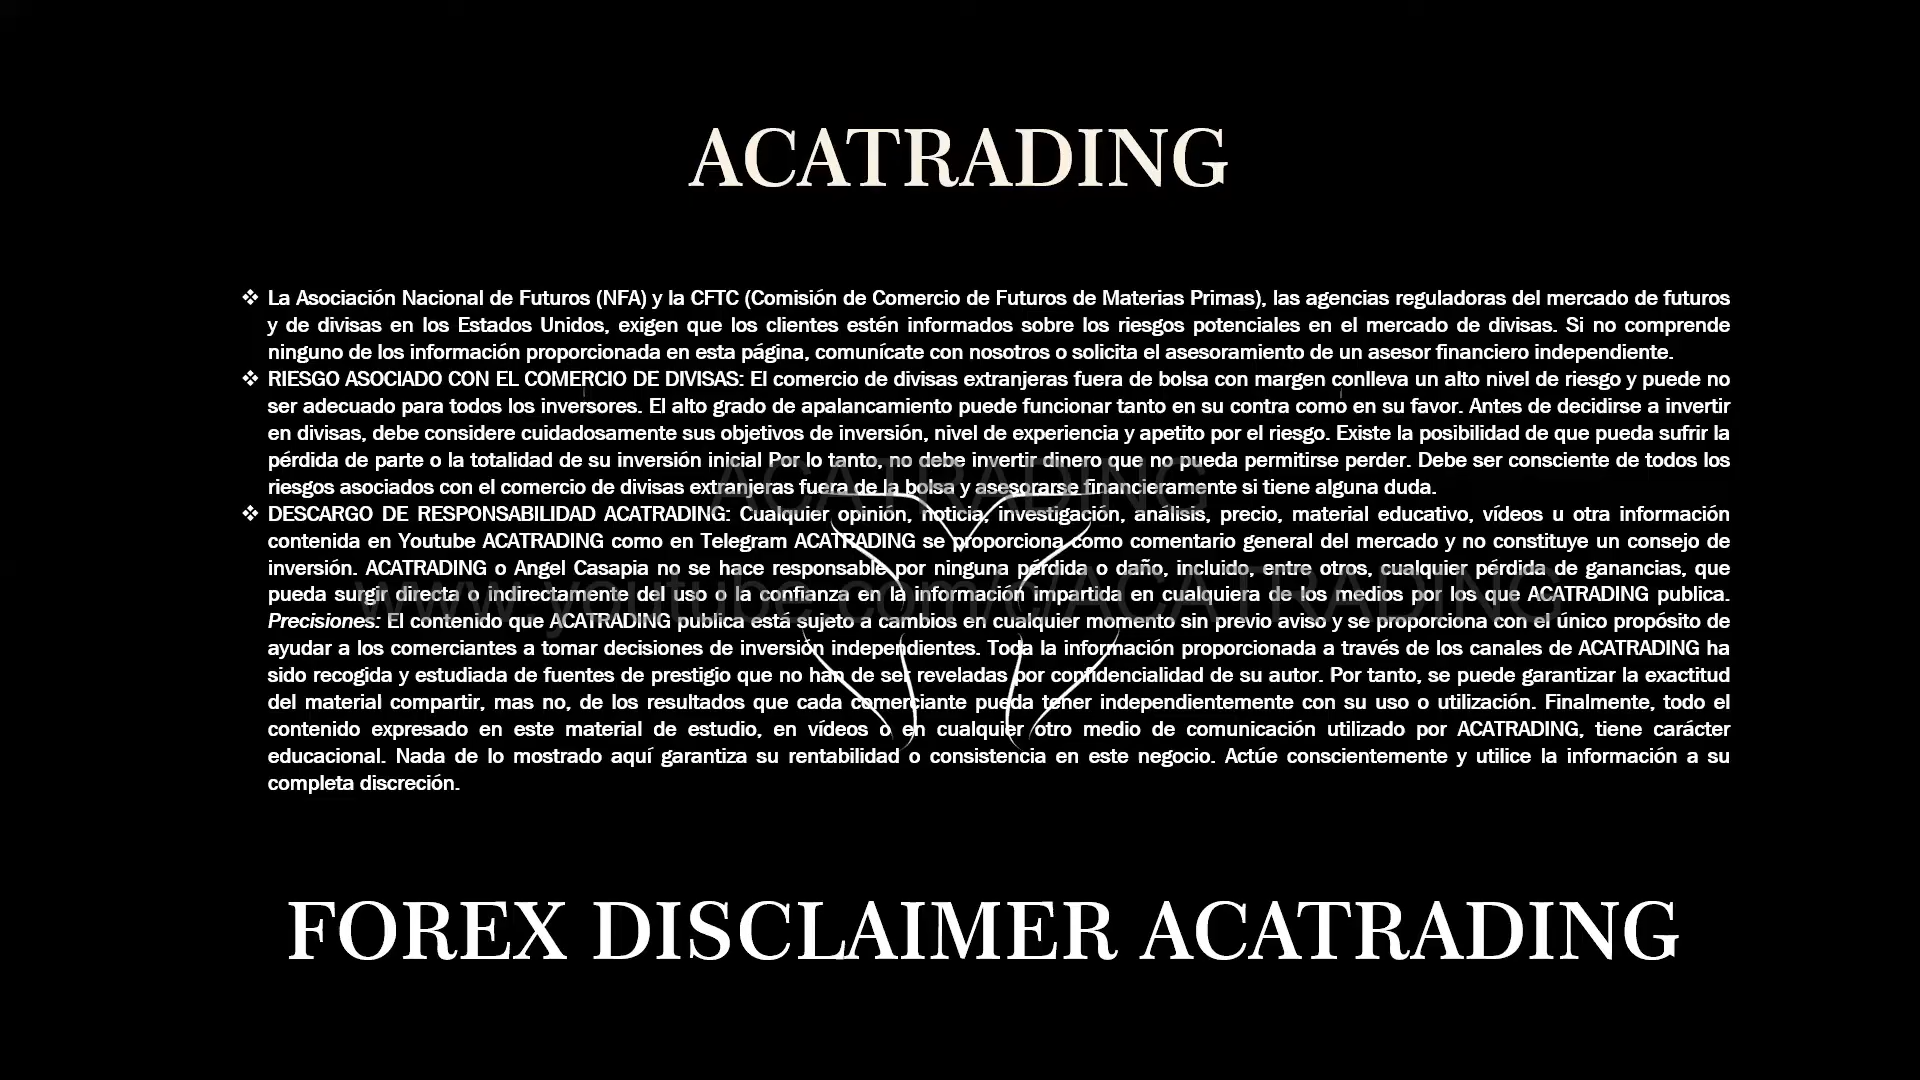 ACATRADING
❖ La Asociación Nacional de Futuros (NFA) y la CFTC (Comisión de Comercio de Futuros de Materias Primas), las agencias reguladoras del mercado de futuros
y de divisas en los Estados Unidos, exigen que los clientes estén informados sobre los riesgos potenciales en el mercado de divisas. Si no comprende
ninguno de los información proporcionada en esta página, comunícate con nosotros o solicita el asesoramiento de un asesor financiero independiente.
❖ RIESGO ASOCIADO CON EL COMERCIO DE DIVISAS: El comercio de divisas extranjeras fuera de bolsa con margen conlleva un alto nivel de riesgo y puede no
ser adecuado para todos los inversores. El alto grado de apalancamiento puede funcionar tanto en su contra como en su favor. Antes de decidirse a invertir
en divisas, debe considere cuidadosamente sus objetivos de inversión, nivel de experiencia y apetito por el riesgo. Existe la posibilidad de que pueda sufrir la
pérdida de parte o la totalidad de su inversión inicial Por lo tanto, no debe invertir dinero que no pueda permitirse perder. Debe ser consciente de todos los
riesgos asociados con el comercio de divisas extranjeras fuera de la bolsa y asesorarse financieramente si tiene alguna duda.
ACATRADING
❖ DESCARGO DE RESPONSABILIDAD ACATRADING: Cualquier opinión, noticia, investigación, análisis, precio, material educativo, vídeos u otra información
contenida en Youtube ACATRADING como en Telegram ACATRADING se proporciona como comentario general del mercado y no constituye un consejo de
inversión. ACATRADING o Angel Casapia no se hace responsable por ninguna pérdida o daño, incluido, entre otros, cualquier pérdida de ganancias, que
pueda surgir directa o indirectamente del uso o la confianza en la información impartida en cualquiera de los medios por los que ACATRADING publica.
www.youtube.com/c/ACATRADING
Precisiones: El contenido que ACATRADING publica está sujeto a cambios en cualquier momento sin previo aviso y se proporciona con el único propósito de
ayudar a los comerciantes a tomar decisiones de inversión independientes. Toda la información proporcionada a través de los canales de ACATRADING ha
sido recogida y estudiada de fuentes de prestigio que no han de ser reveladas por confidencialidad de su autor. Por tanto, se puede garantizar la exactitud
del material compartir, mas no, de los resultados que cada comerciante pueda tener independientemente con su uso o utilización. Finalmente, todo el
contenido expresado en este material de estudio, en vídeos o en cualquier otro medio de comunicación utilizado por ACATRADING, tiene carácter
educacional. Nada de lo mostrado aquí garantiza su rentabilidad o consistencia en este negocio. Actúe conscientemente y utilice la información a su
completa discreción.
FOREX DISCLAIMER ACATRADING